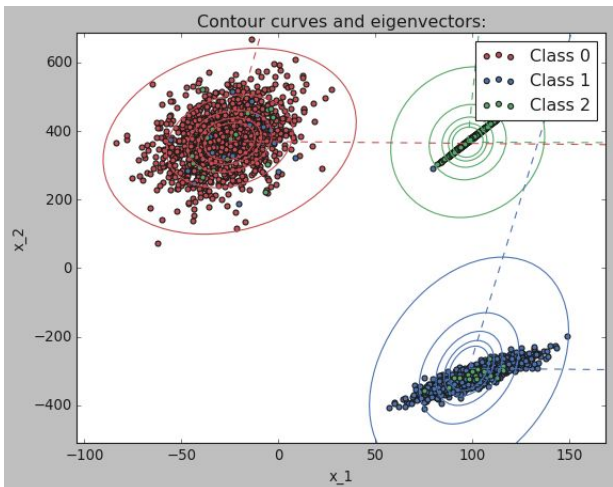 Contour curves and eigenvectors:
Class 0
Class 1
Class 2
600
400
200
0
−200
−400
x_2
−100
−50
0
50
100
150
x_1